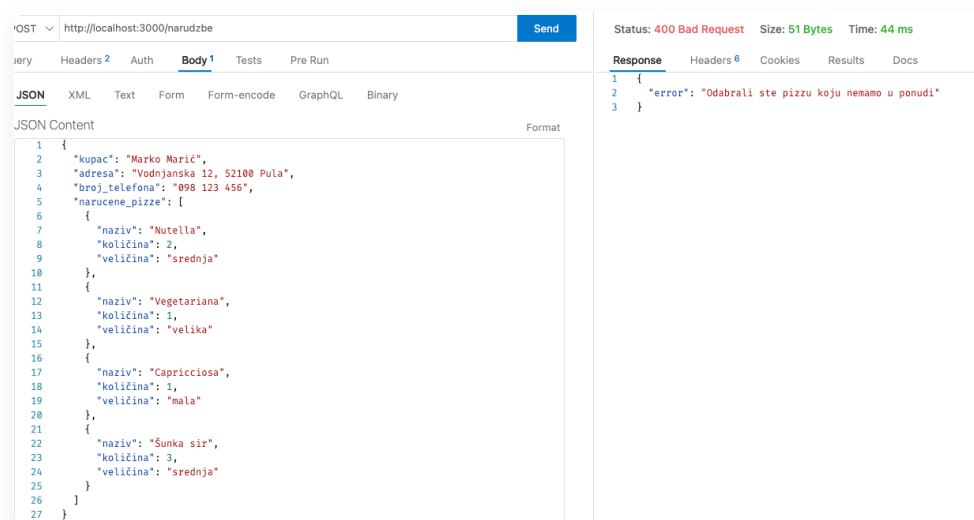 POST http://localhost:3000/narudzbe Send
Headers 2 Auth Body 1 Tests Pre Run
JSON XML Text Form Form-encode GraphQL Binary
JSON Content Format
1 {
2 "kupac": "Marko Marić",
3 "adresa": "Vodnjanska 12, 52100 Pula",
4 "broj_telefona": "098 123 456",
5 "narucene_pizze": [
6 {
7 "naziv": "Nutella",
8 "količina": 2,
9 "veličina": "srednja"
10 },
11 {
12 "naziv": "Vegetariana",
13 "količina": 1,
14 "veličina": "velika"
15 },
16 {
17 "naziv": "Capricciosa",
18 "količina": 1,
19 "veličina": "mala"
20 },
21 {
22 "naziv": "Šunka sir",
23 "količina": 3,
24 "veličina": "srednja"
25 }
26 ]
27 }
Status: 400 Bad Request Size: 51 Bytes Time: 44 ms
Response Headers 6 Cookies Results Docs
1 {
2 "error": "Odabrali ste pizzu koju nemamo u ponudi"
3 }